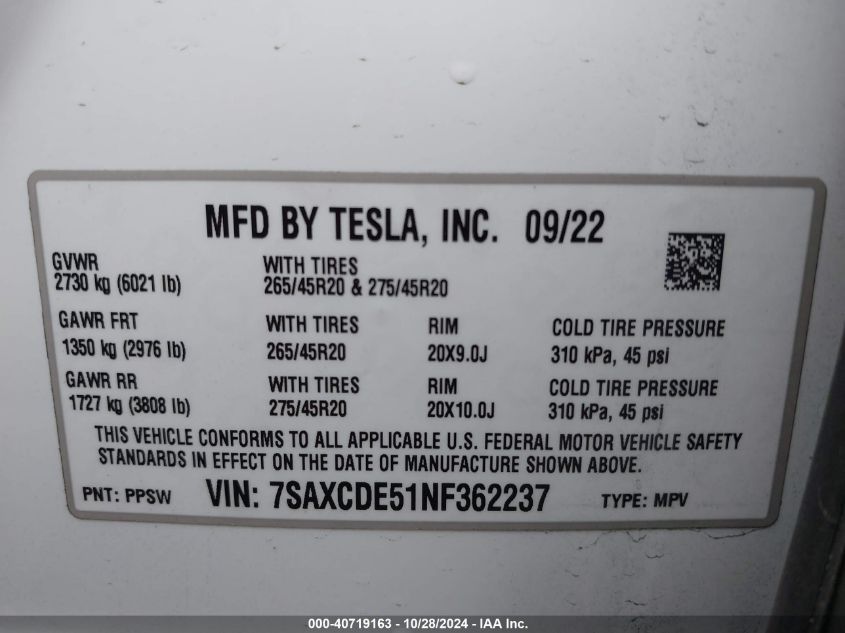 MFD BY TESLA, INC. 09/22
GVWR WITH TIRES
2730 kg (6021 lb) 265/45R20 & 275/45R20
GAWR FRT WITH TIRES RIM COLD TIRE PRESSURE
1350 kg (2976 lb) 265/45R20 20X9.0J 310 kPa, 45 psi
GAWR RR WITH TIRES RIM COLD TIRE PRESSURE
1727 kg (3808 lb) 275/45R20 20X10.0J 310 kPa, 45 psi
THIS VEHICLE CONFORMS TO ALL APPLICABLE U.S. FEDERAL MOTOR VEHICLE SAFETY
STANDARDS IN EFFECT ON THE DATE OF MANUFACTURE SHOWN ABOVE.
PNT: PPSW VIN: 7SAXCDE51NF362237 TYPE: MPV
000-40719163 - 10/28/2024 - IAA Inc.